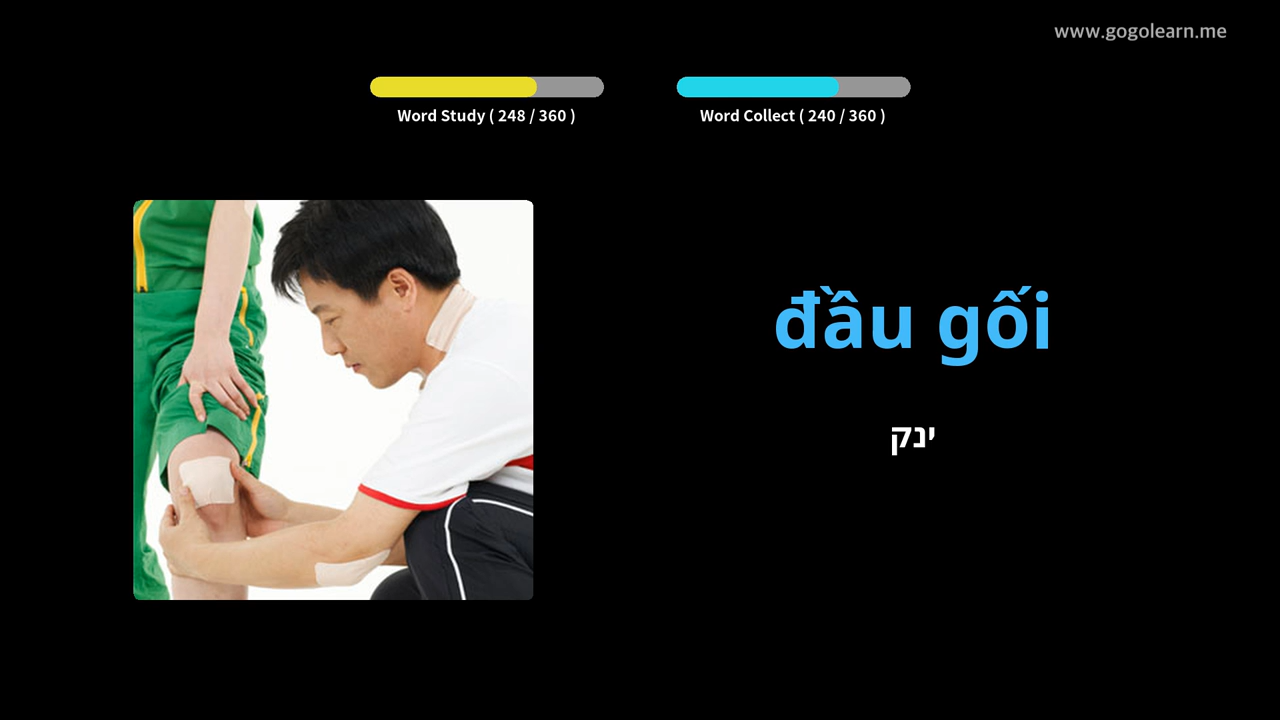 www.gogolearn.me
Word Study ( 248 / 360 )
Word Collect ( 240 / 360 )
đầu gối
ינק